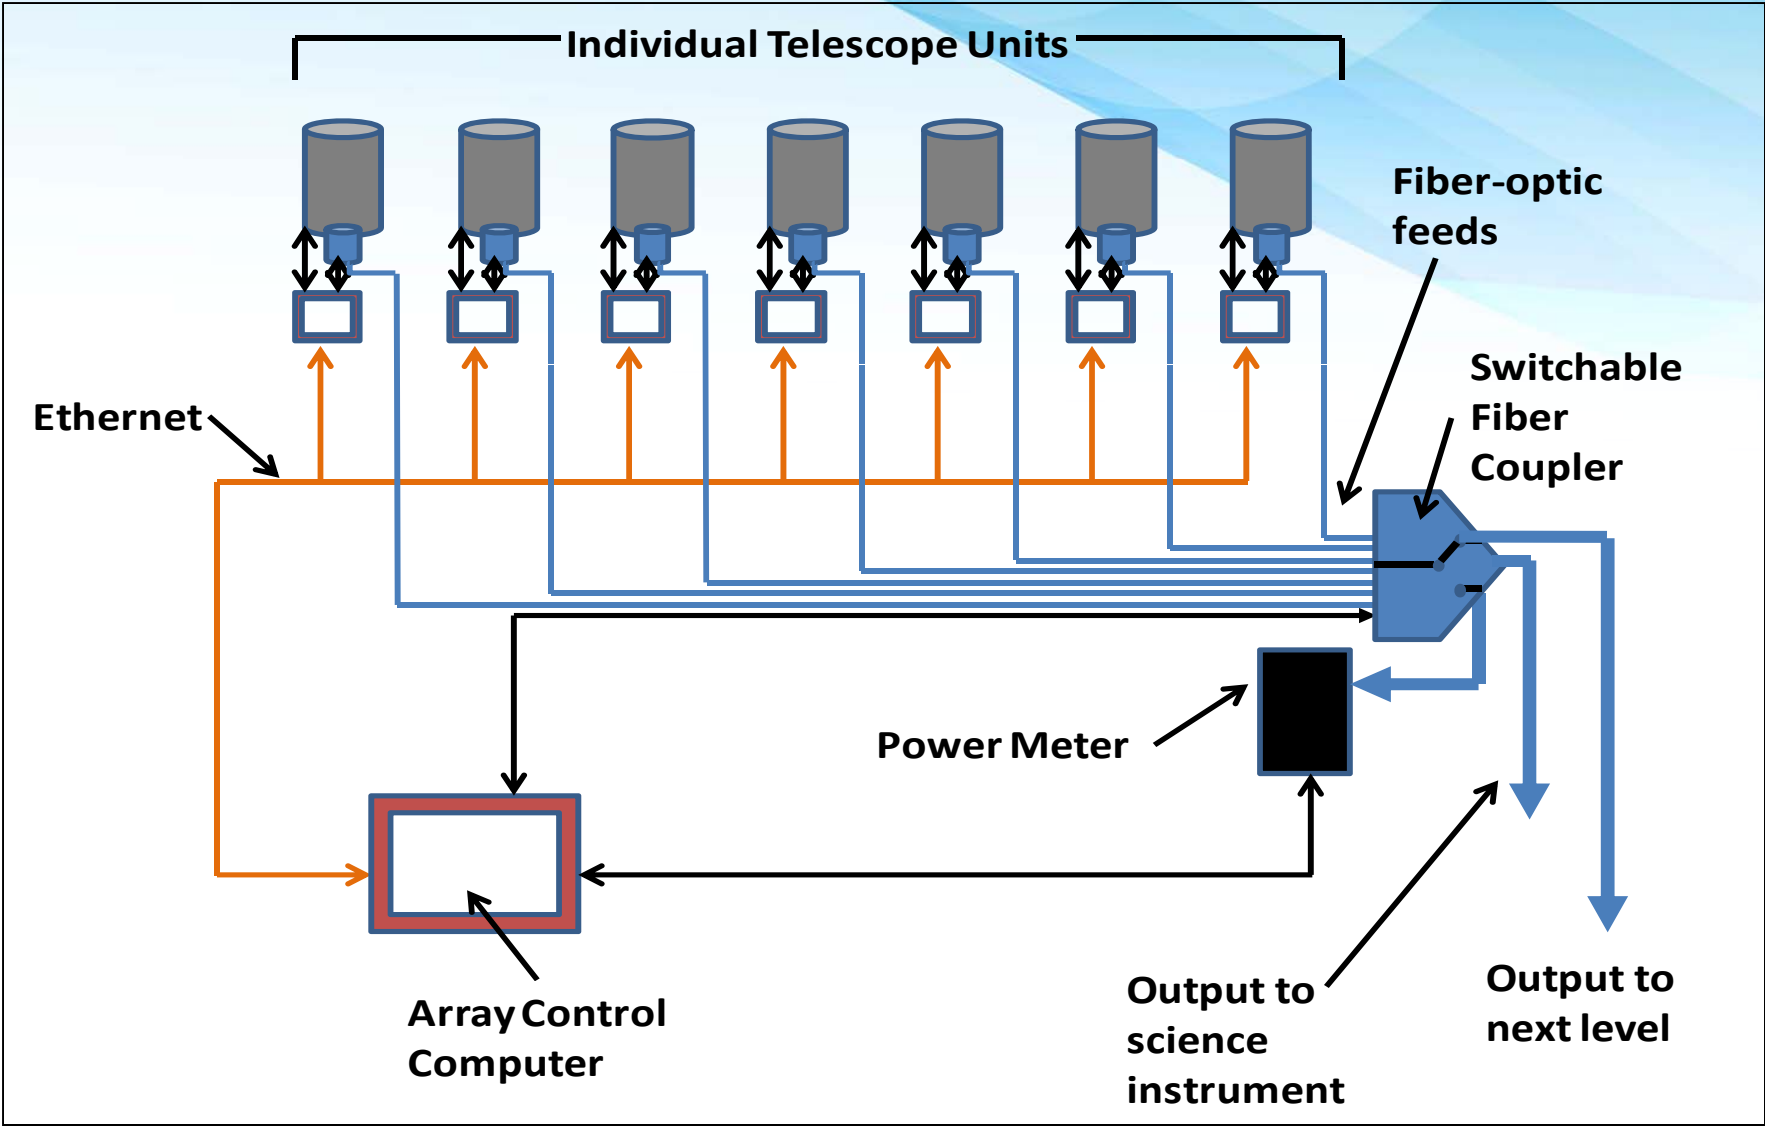 Individual Telescope Units
Fiber-optic
feeds
Switchable
Fiber
Coupler
Ethernet
Power Meter
Array Control
Computer
Output to
science
instrument
Output to
next level